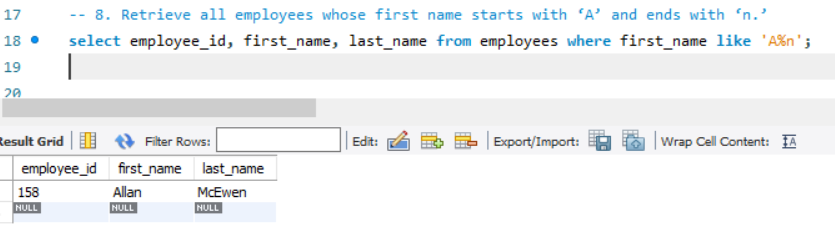 17 -- 8. Retrieve all employees whose first name starts with ‘A’ and ends with ‘n.’
18 select employee_id, first_name, last_name from employees where first_name like 'A%n';
19
20
Result Grid Filter Rows: Edit: Export/Import: Wrap Cell Content:
employee_id first_name last_name
158 Allan McEwen
NULL NULL NULL